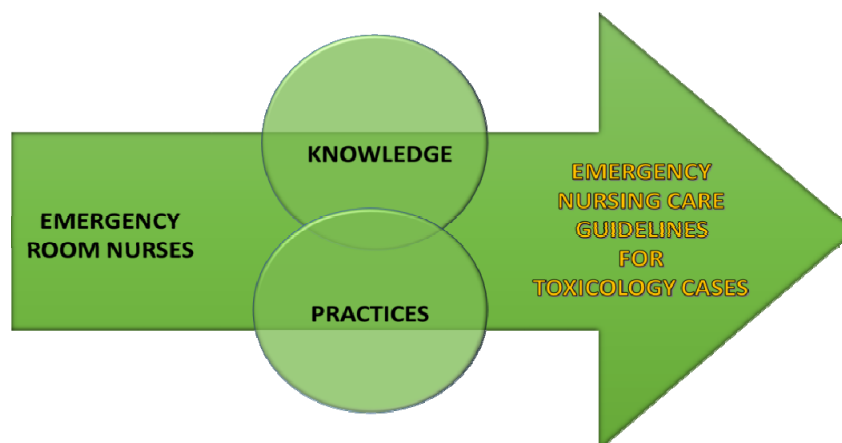 EMERGENCY
ROOM NURSES
KNOWLEDGE
PRACTICES
EMERGENCY
NURSING CARE
GUIDELINES
FOR
TOXICOLOGY CASES